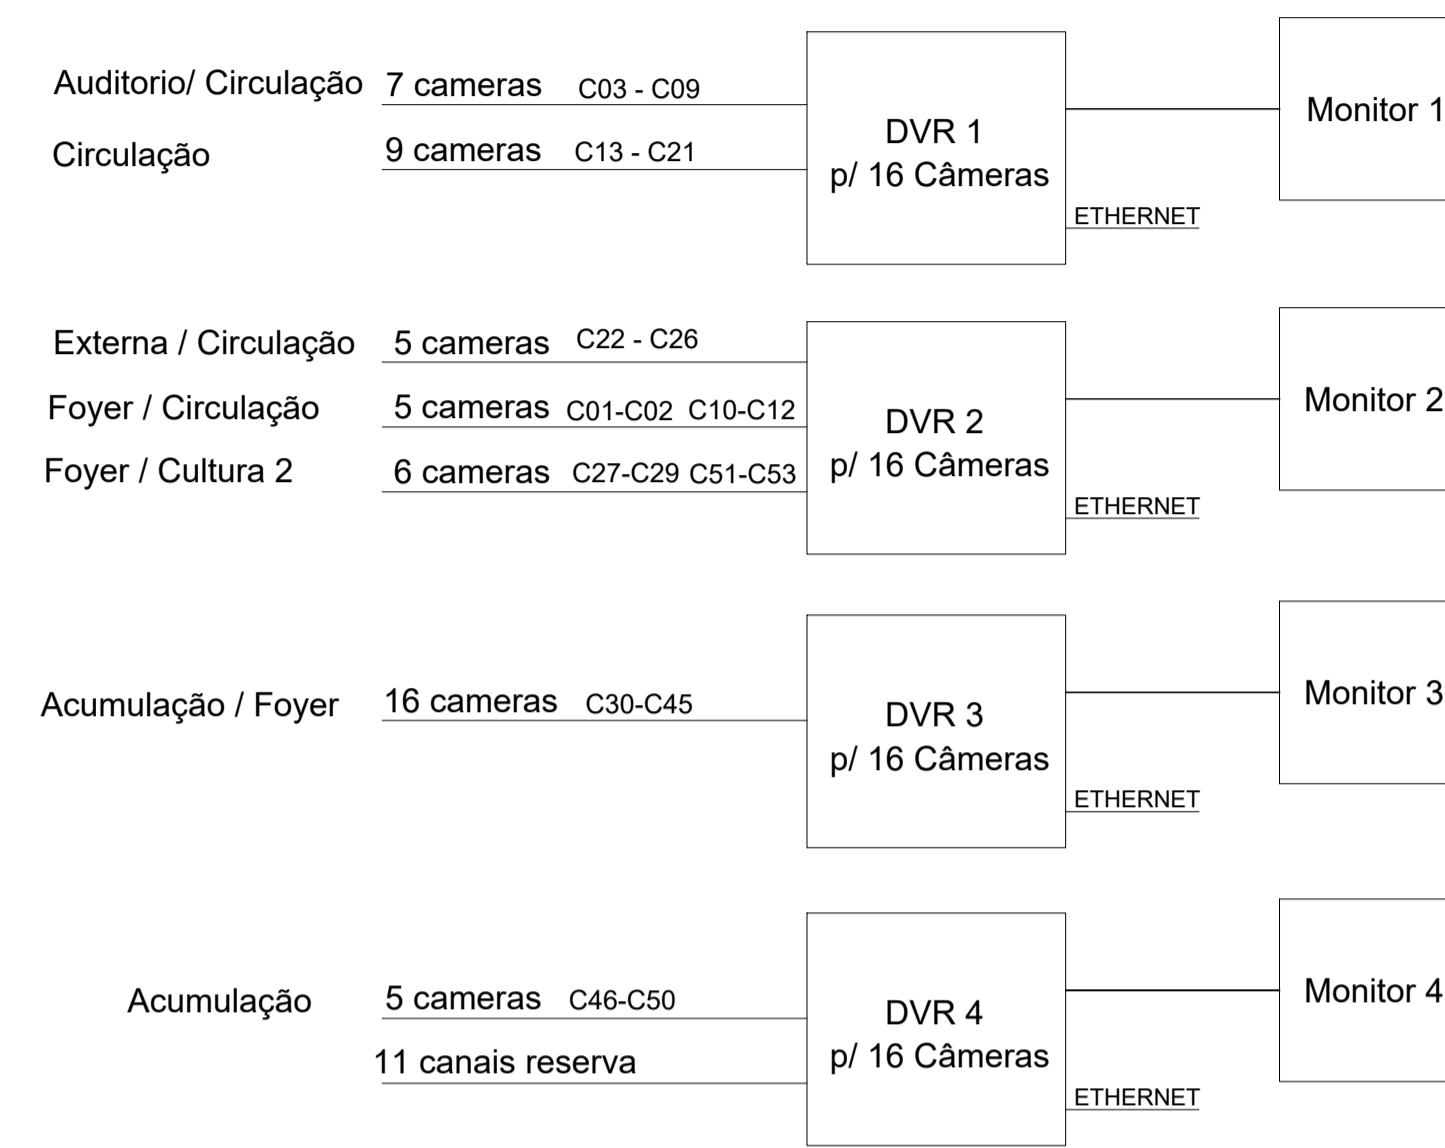 Auditorio/ Circulação 7 cameras C03 - C09
Circulação 9 cameras C13 - C21
DVR 1
p/ 16 Câmeras
ETHERNET
Monitor 1
Externa / Circulação 5 cameras C22 - C26
Foyer / Circulação 5 cameras C01-C02 C10-C12
Foyer / Cultura 2 6 cameras C27-C29 C51-C53
DVR 2
p/ 16 Câmeras
ETHERNET
Monitor 2
Acumulação / Foyer 16 cameras C30-C45
DVR 3
p/ 16 Câmeras
ETHERNET
Monitor 3
Acumulação 5 cameras C46-C50
11 canais reserva
DVR 4
p/ 16 Câmeras
ETHERNET
Monitor 4